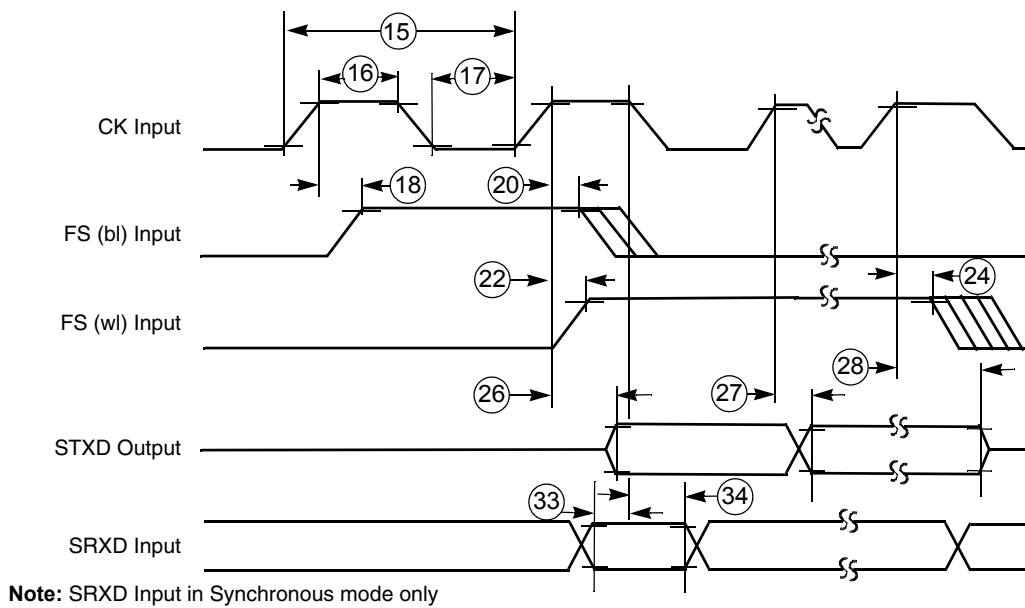 15
16
17
CK Input
18
20
FS (bl) Input
22
24
FS (wl) Input
28
26
27
STXD Output
33
34
SRXD Input
Note: SRXD Input in Synchronous mode only